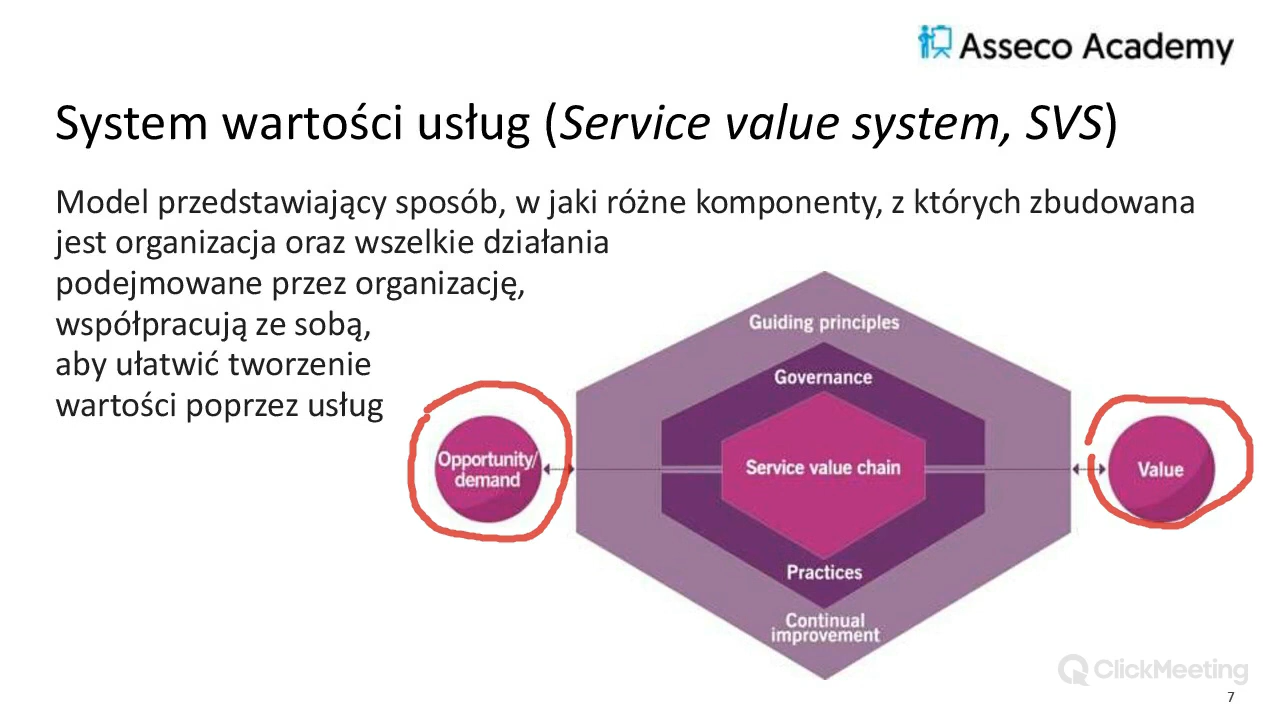 Asseco Academy
System wartości usług (Service value system, SVS)
Model przedstawiający sposób, w jaki różne komponenty, z których zbudowana
jest organizacja oraz wszelkie działania
podejmowane przez organizację,
współpracują ze sobą,
aby ułatwić tworzenie
wartości poprzez usług
Guiding principles
Governance
Opportunity/
demand
Service value chain
Value
Practices
Continual
improvement
ClickMeeting
7